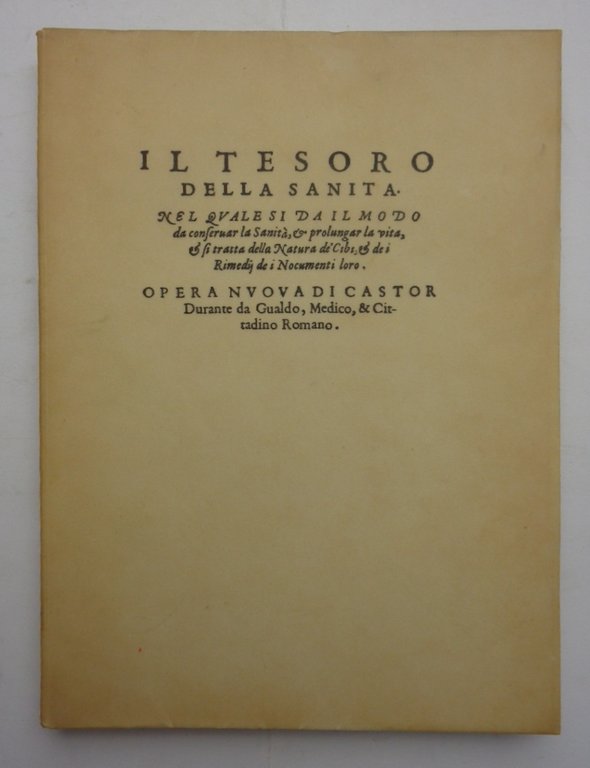 IL TESORO
DELLA SANITA.
NEL QVALE SI DA IL MODO
da conſeruar la Sanità, & prolungar la vita,
& ſi tratta della Natura de' Cibi, & de i
Rimedij de i Nocumenti loro.
OPERA NVOVA DI CASTOR
Durante da Gualdo, Medico, & Cit-
tadino Romano.